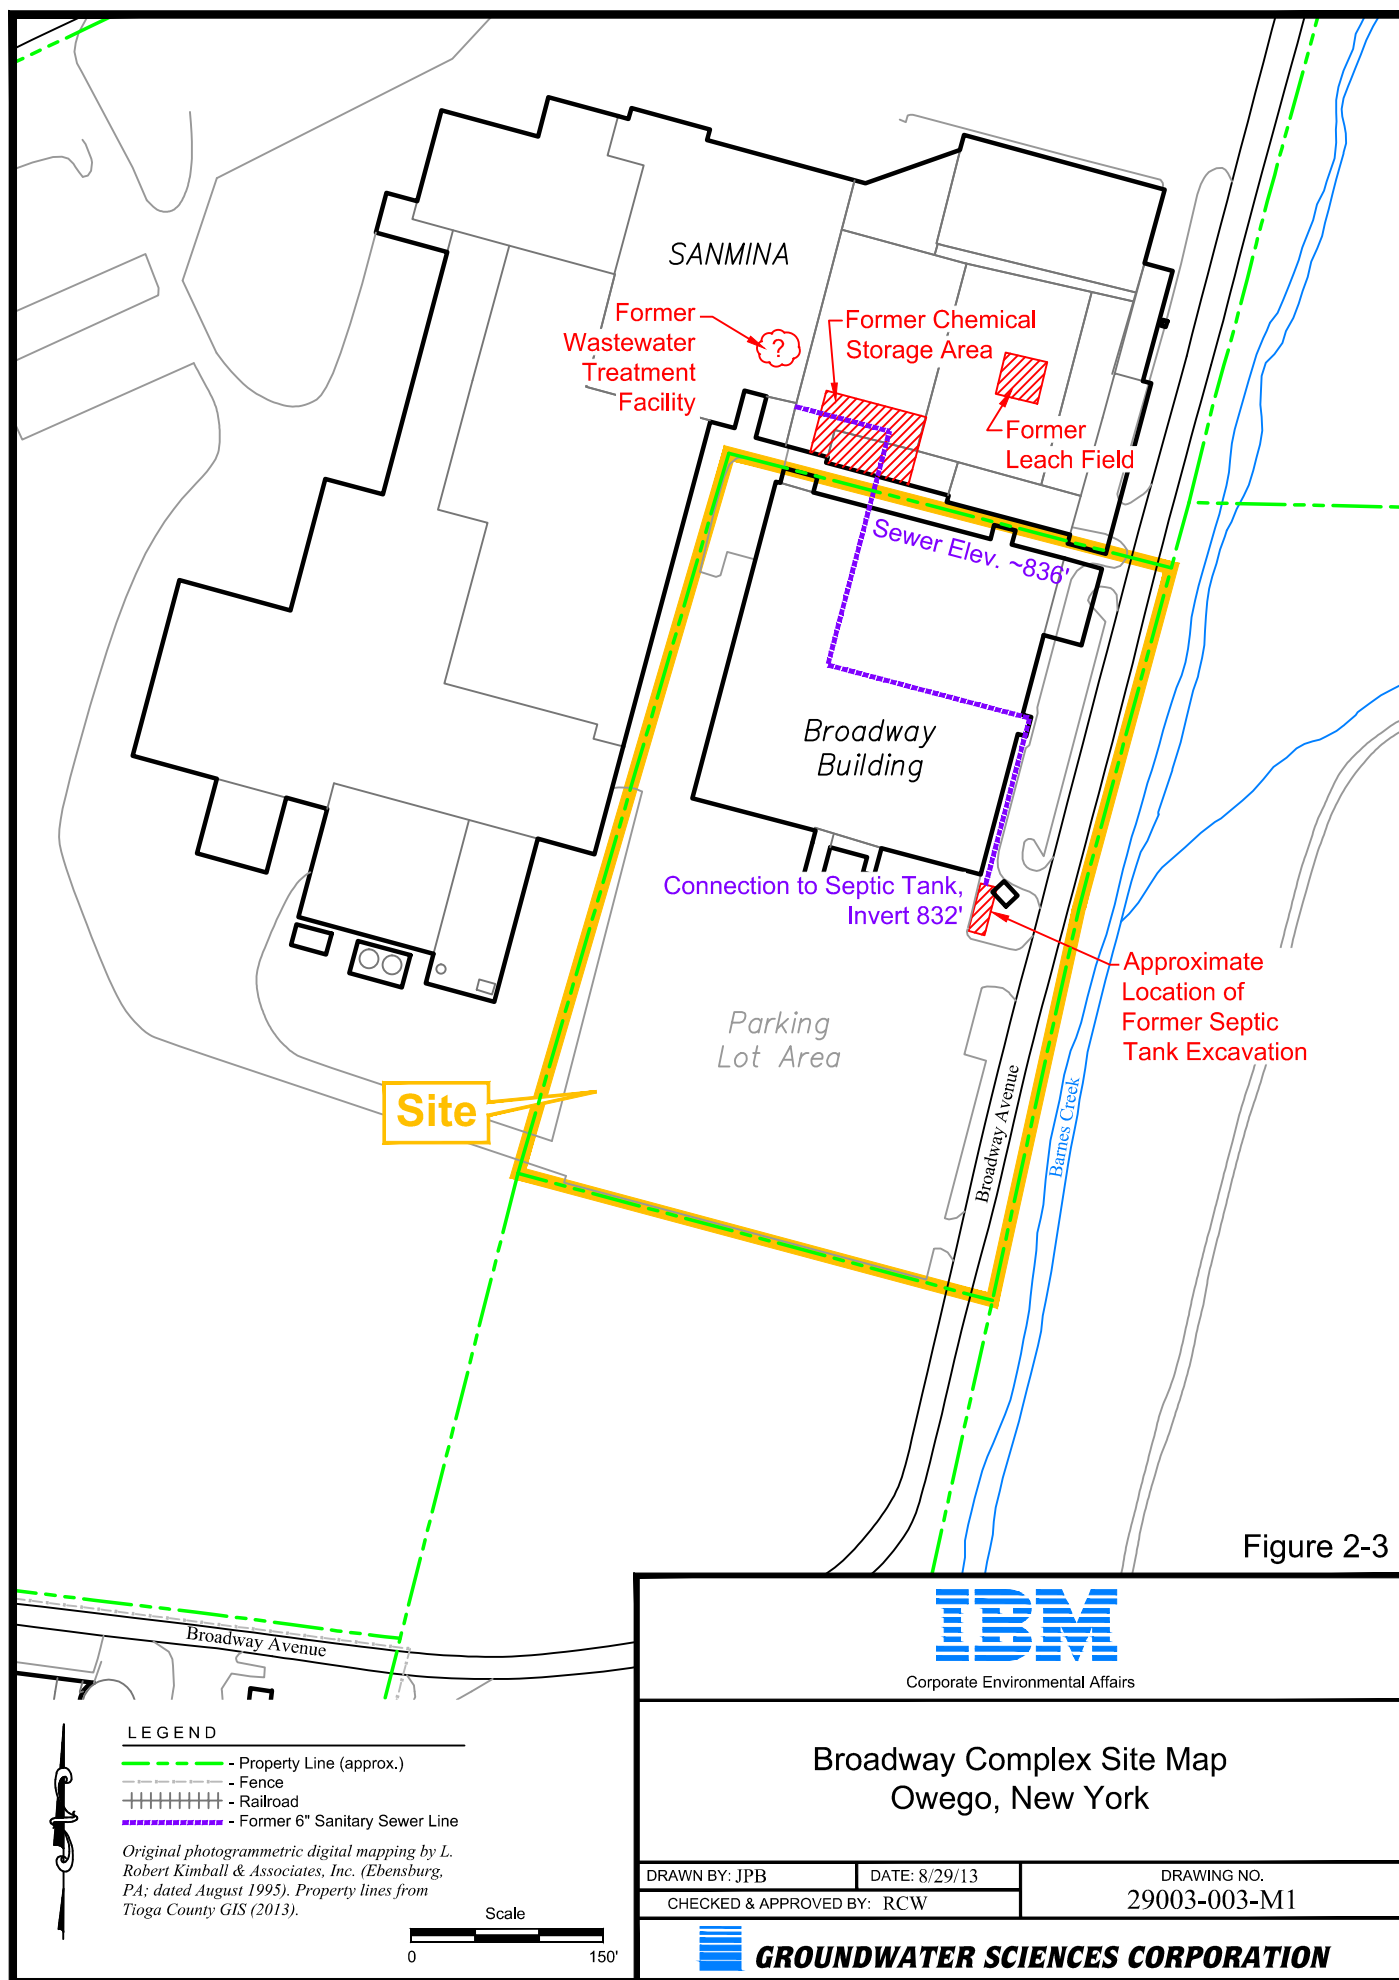 SANMINA
Former
Wastewater
Treatment
Facility
?
Former Chemical
Storage Area
Former
Leach Field
Sewer Elev. ~836'
Broadway
Building
Connection to Septic Tank,
Invert 832'
Approximate
Location of
Former Septic
Tank Excavation
Parking
Lot Area
Site
Broadway Avenue
Barnes Creek
Figure 2-3
Broadway Avenue
IBM
Corporate Environmental Affairs
Broadway Complex Site Map
Owego, New York
DRAWN BY: JPB
DATE: 8/29/13
DRAWING NO.
29003-003-M1
CHECKED & APPROVED BY: RCW
GROUNDWATER SCIENCES CORPORATION
LEGEND
- Property Line (approx.)
- Fence
- Railroad
- Former 6" Sanitary Sewer Line
Original photogrammetric digital mapping by L.
Robert Kimball & Associates, Inc. (Ebensburg,
PA; dated August 1995). Property lines from
Tioga County GIS (2013).
Scale
0 150'